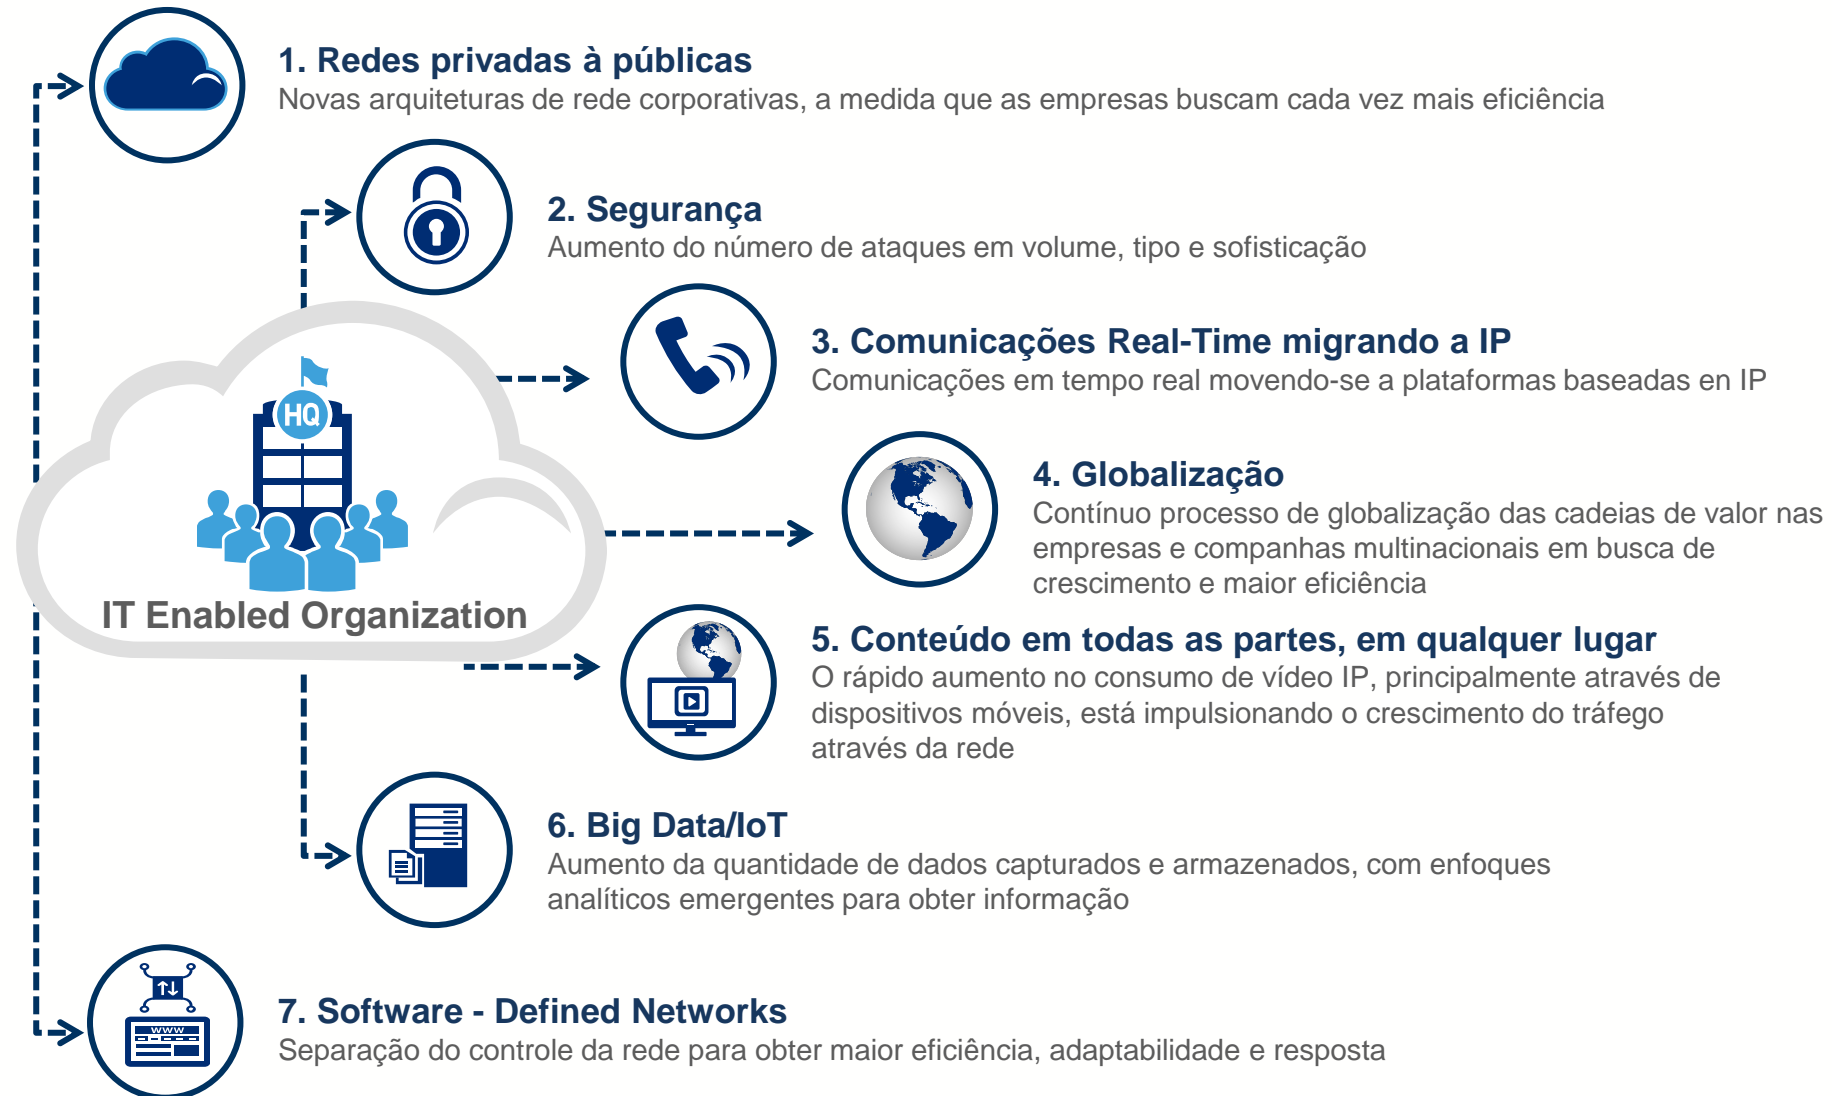 1. Redes privadas à públicas
Novas arquiteturas de rede corporativas, a medida que as empresas buscam cada vez mais eficiência
2. Segurança
Aumento do número de ataques em volume, tipo e sofisticação
3. Comunicações Real-Time migrando a IP
Comunicações em tempo real movendo-se a plataformas baseadas en IP
HQ
IT Enabled Organization
4. Globalização
Contínuo processo de globalização das cadeias de valor nas
empresas e companhas multinacionais em busca de
crescimento e maior eficiência
5. Conteúdo em todas as partes, em qualquer lugar
O rápido aumento no consumo de vídeo IP, principalmente através de
dispositivos móveis, está impulsionando o crescimento do tráfego
através da rede
6. Big Data/IoT
Aumento da quantidade de dados capturados e armazenados, com enfoques
analíticos emergentes para obter informação
WWW
7. Software - Defined Networks
Separação do controle da rede para obter maior eficiência, adaptabilidade e resposta